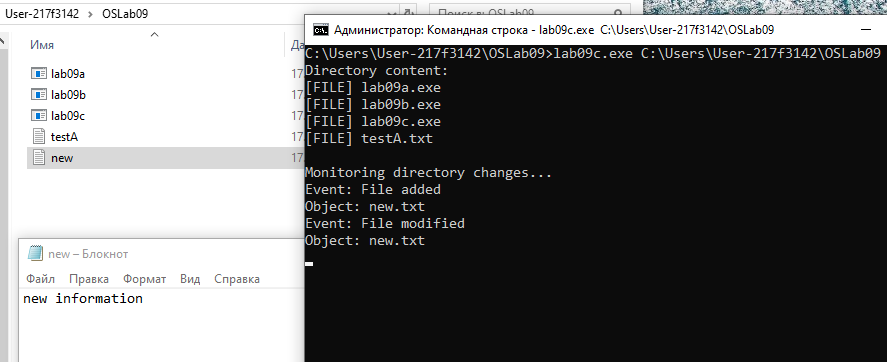 User-217f3142 > OSLab09
Поиск в: OSLab09
Имя
Да
lab09a 17
lab09b 17
lab09c 17
testA 17
new 17
Администратор: Командная строка - lab09c.exe C:\Users\User-217f3142\OSLab09
C:\Users\User-217f3142\OSLab09>lab09c.exe C:\Users\User-217f3142\OSLab09
Directory content:
[FILE] lab09a.exe
[FILE] lab09b.exe
[FILE] lab09c.exe
[FILE] testA.txt
Monitoring directory changes...
Event: File added
Object: new.txt
Event: File modified
Object: new.txt
new – Блокнот
Файл Правка Формат Вид Справка
new information